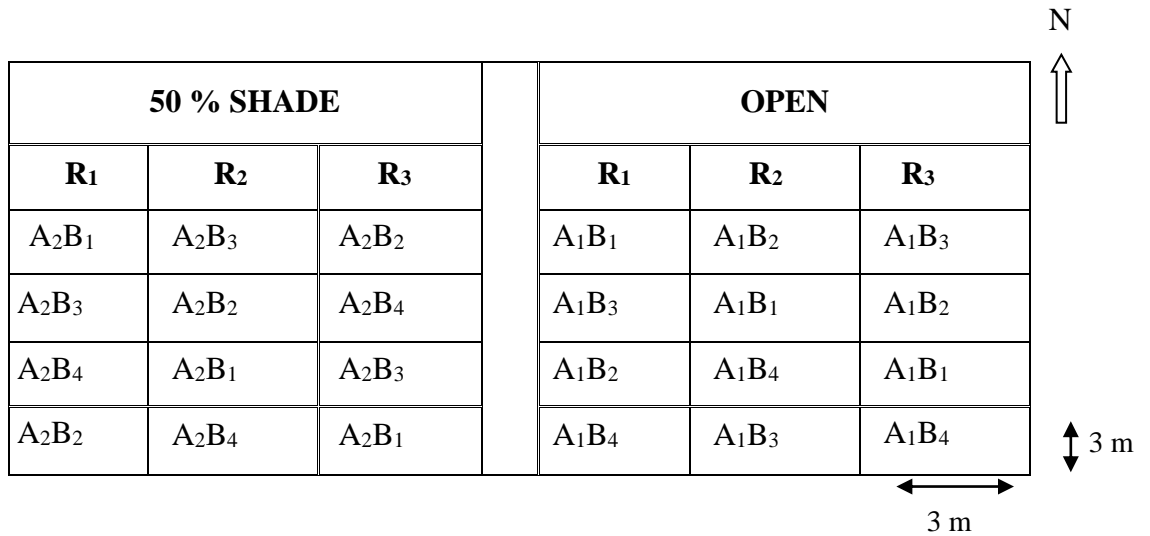 N
50 % SHADE OPEN
R₁ R₂ R₃ R₁ R₂ R₃
A₂B₁ A₂B₃ A₂B₂ A₁B₁ A₁B₂ A₁B₃
A₂B₃ A₂B₂ A₂B₄ A₁B₃ A₁B₁ A₁B₂
A₂B₄ A₂B₁ A₂B₃ A₁B₂ A₁B₄ A₁B₁
A₂B₂ A₂B₄ A₂B₁ A₁B₄ A₁B₃ A₁B₄ 3 m
3 m